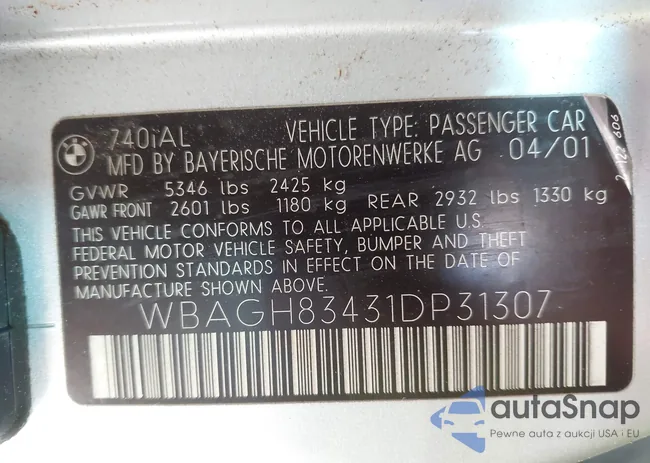 740iAL VEHICLE TYPE: PASSENGER CAR
MFD BY BAYERISCHE MOTORENWERKE AG 04/01
GVWR 5346 lbs 2425 kg
GAWR FRONT 2601 lbs 1180 kg REAR 2932 lbs 1330 kg
THIS VEHICLE CONFORMS TO ALL APPLICABLE U.S.
FEDERAL MOTOR VEHICLE SAFETY, BUMPER AND THEFT
PREVENTION STANDARDS IN EFFECT ON THE DATE OF
MANUFACTURE SHOWN ABOVE.
WBAGH83431DP31307
autaSnap
Pewne auta z aukcji USA i EU